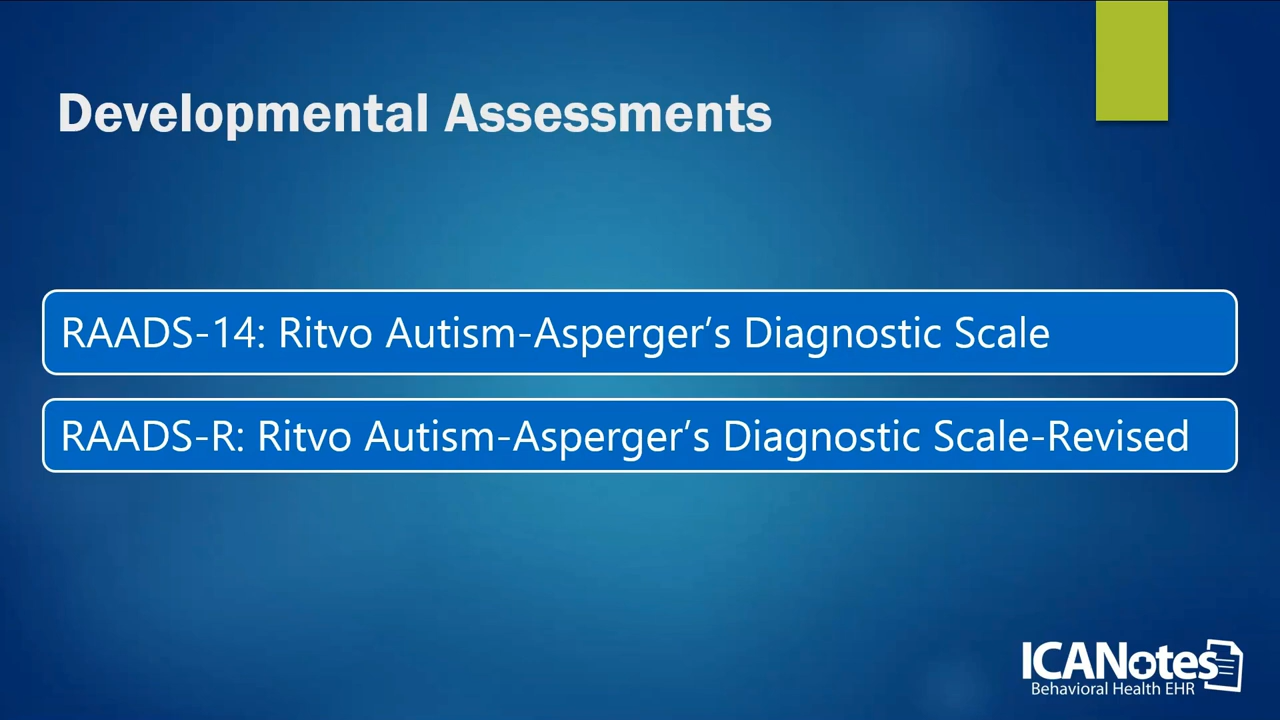 Developmental Assessments
RAADS-14: Ritvo Autism-Asperger’s Diagnostic Scale
RAADS-R: Ritvo Autism-Asperger’s Diagnostic Scale-Revised
ICANotes
Behavioral Health EHR